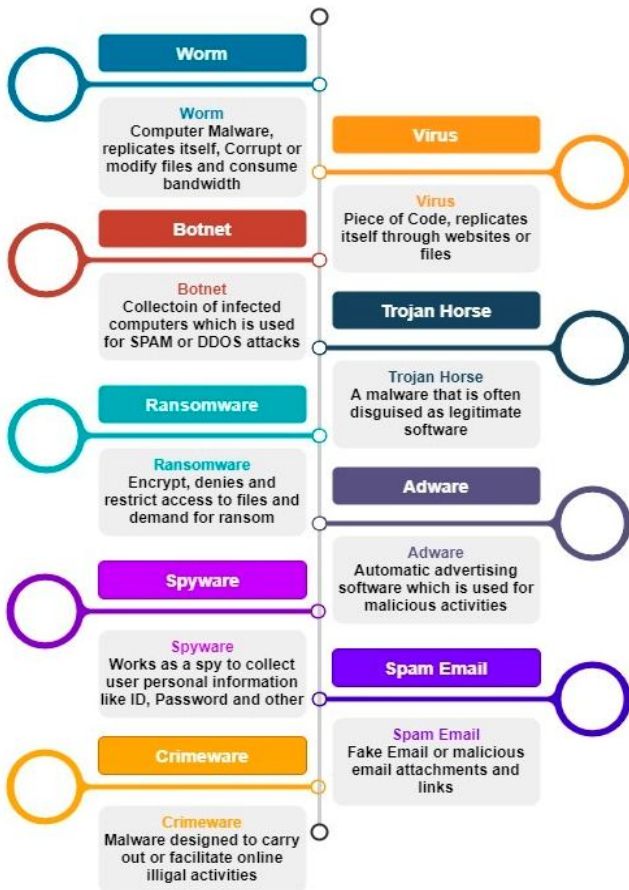 Worm
Worm
Computer Malware,
replicates itself, Corrupt or
modify files and consume
bandwidth
Virus
Virus
Piece of Code, replicates
itself through websites or
files
Botnet
Botnet
Collectoin of infected
computers which is used
for SPAM or DDOS attacks
Trojan Horse
Trojan Horse
A malware that is often
disguised as legitimate
software
Ransomware
Ransomware
Encrypt, denies and
restrict access to files and
demand for ransom
Adware
Adware
Automatic advertising
software which is used for
malicious activities
Spyware
Spyware
Works as a spy to collect
user personal information
like ID, Password and other
Spam Email
Spam Email
Fake Email or malicious
email attachments and
links
Crimeware
Crimeware
Malware designed to carry
out or facilitate online
illigal activities